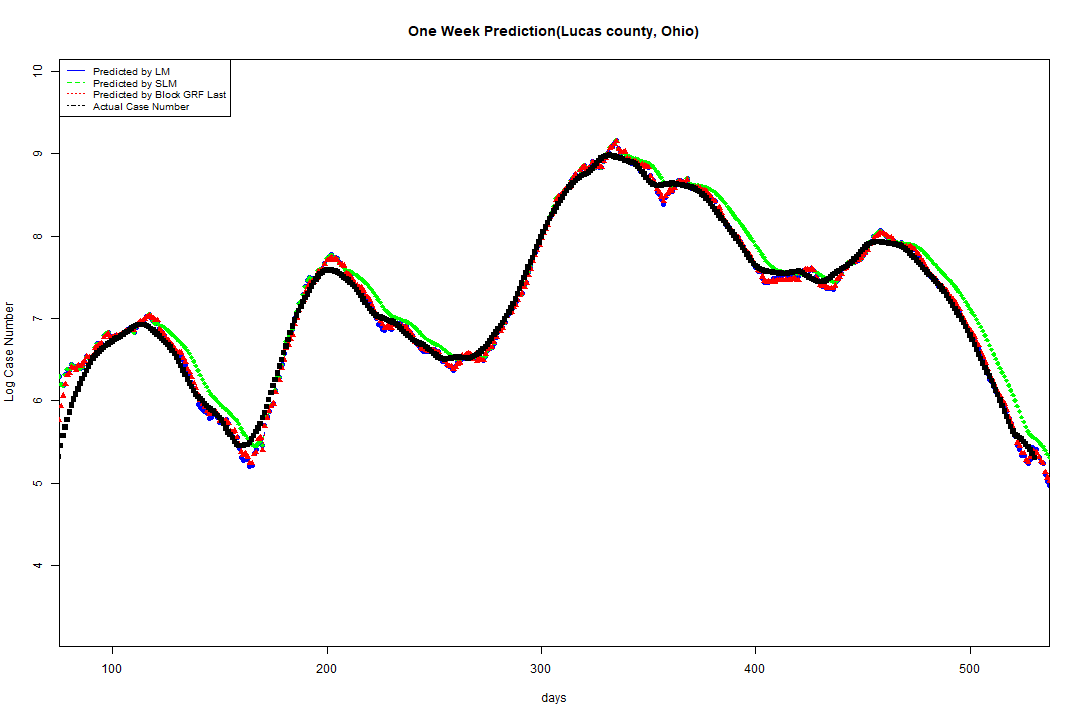 One Week Prediction(Lucas county, Ohio)
Predicted by LM
Predicted by SLM
Predicted by Block GRF Last
Actual Case Number
10
9
8
7
6
5
4
Log Case Number
100 200 300 400 500
days